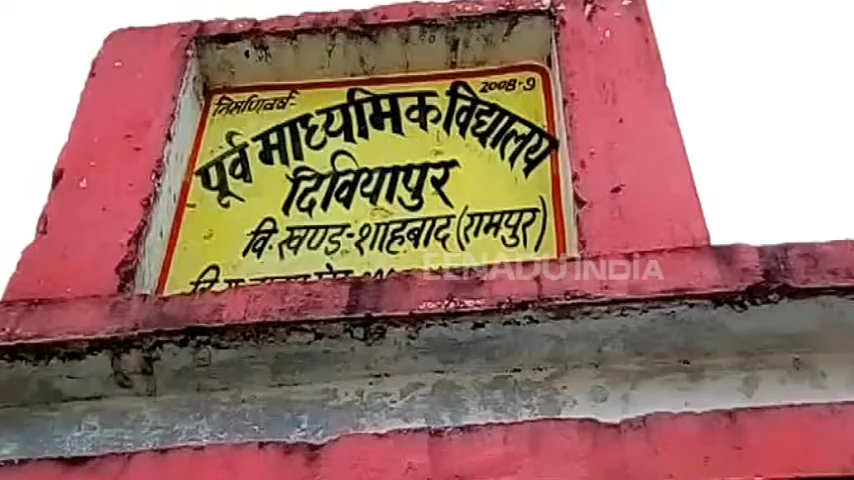 निर्माणवर्ष- 2008-9
पूर्व माध्यमिक विद्यालय
दिवियापुर
वि.खण्ड-शाहबाद (रामपुर)
EENADU INDIA